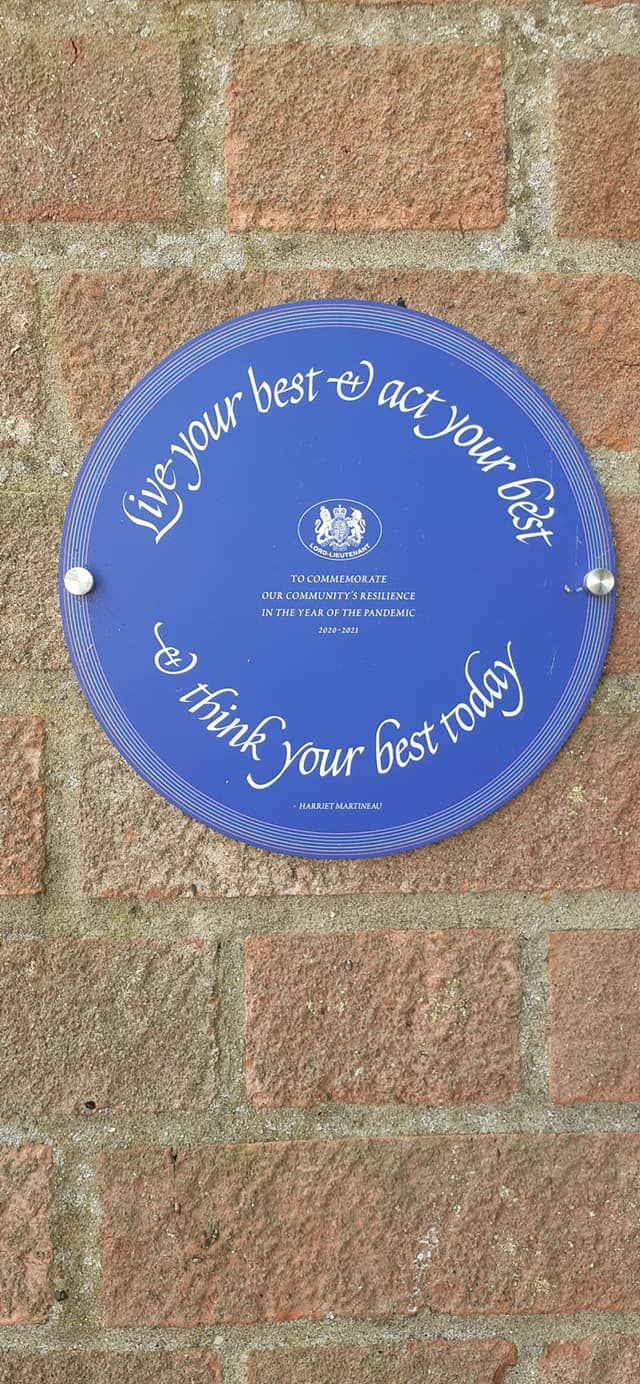 Live your best & act your best
LORD-LIEUTENANT
TO COMMEMORATE
OUR COMMUNITY'S RESILIENCE
IN THE YEAR OF THE PANDEMIC
2020-2021
& think your best today
- HARRIET MARTINEAU